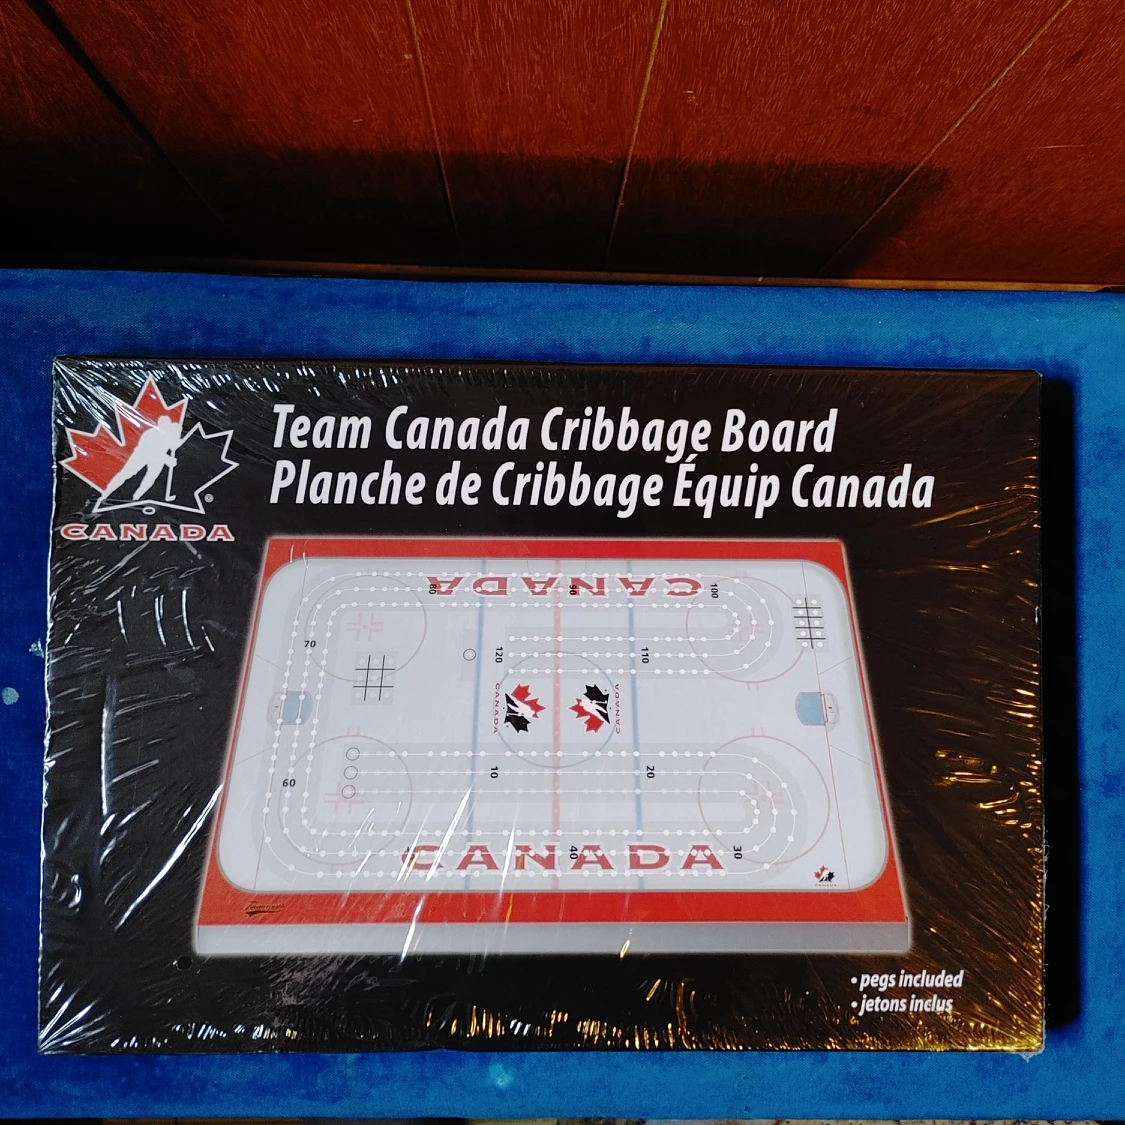 Team Canada Cribbage Board
Planche de Cribbage Équip Canada
CANADA
CANADA
80
90
100
70
120
110
CANADA
CANADA
60
10
20
CANADA
40
30
CANADA
• pegs included
• jetons inclus